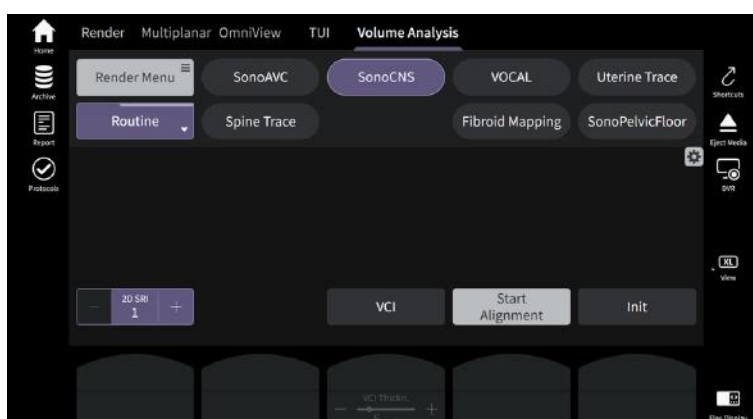 Render Multiplanar OmniView TUI Volume Analysis
Home
Render Menu SonoAVC SonoCNS VOCAL Uterine Trace
Archive
Shortcuts
Routine Spine Trace Fibroid Mapping SonoPelvicFloor
Report
Eject Media
Protocols
DVR
XL
View
2D SRI
− 1 +
VCI
Start
Alignment
Init
VCI Thickn.
− +